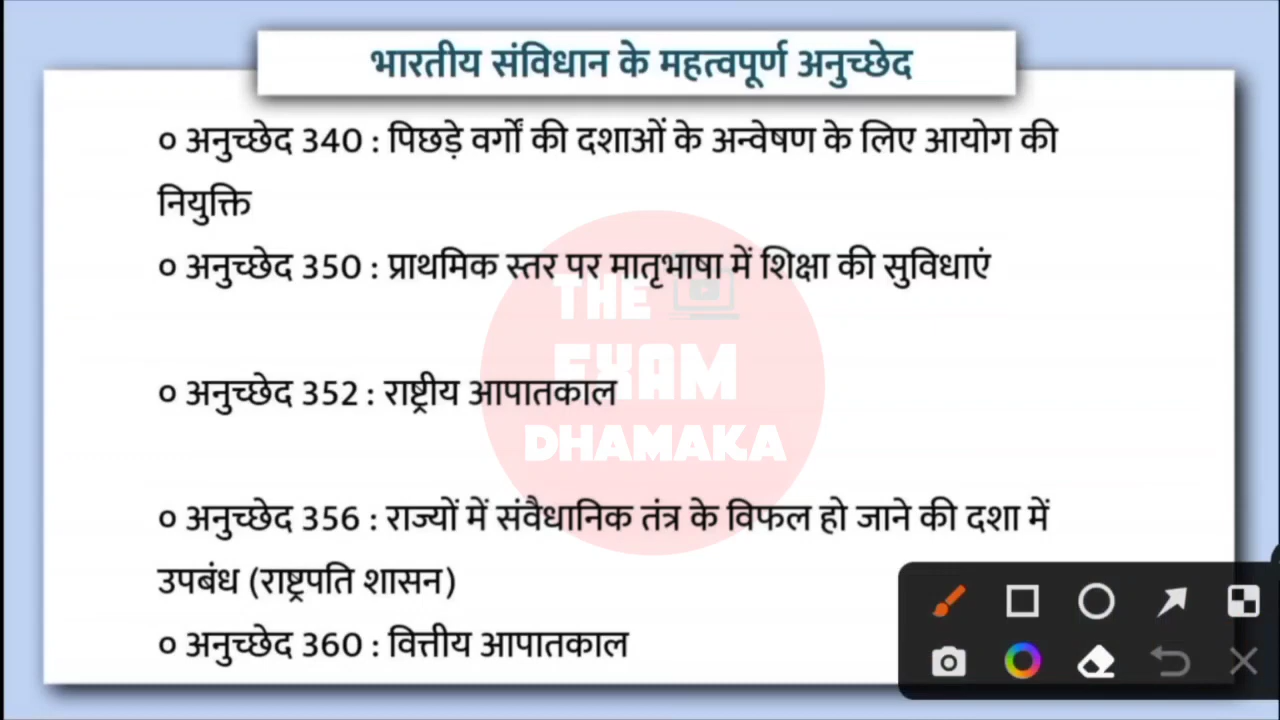 भारतीय संविधान के महत्वपूर्ण अनुच्छेद
o अनुच्छेद 340 : पिछड़े वर्गों की दशाओं के अन्वेषण के लिए आयोग की
नियुक्ति
o अनुच्छेद 350 : प्राथमिक स्तर पर मातृभाषा में शिक्षा की सुविधाएं
THE
EXAM
o अनुच्छेद 352 : राष्ट्रीय आपातकाल
DHAMAKA
o अनुच्छेद 356 : राज्यों में संवैधानिक तंत्र के विफल हो जाने की दशा में
उपबंध (राष्ट्रपति शासन)
o अनुच्छेद 360 : वित्तीय आपातकाल